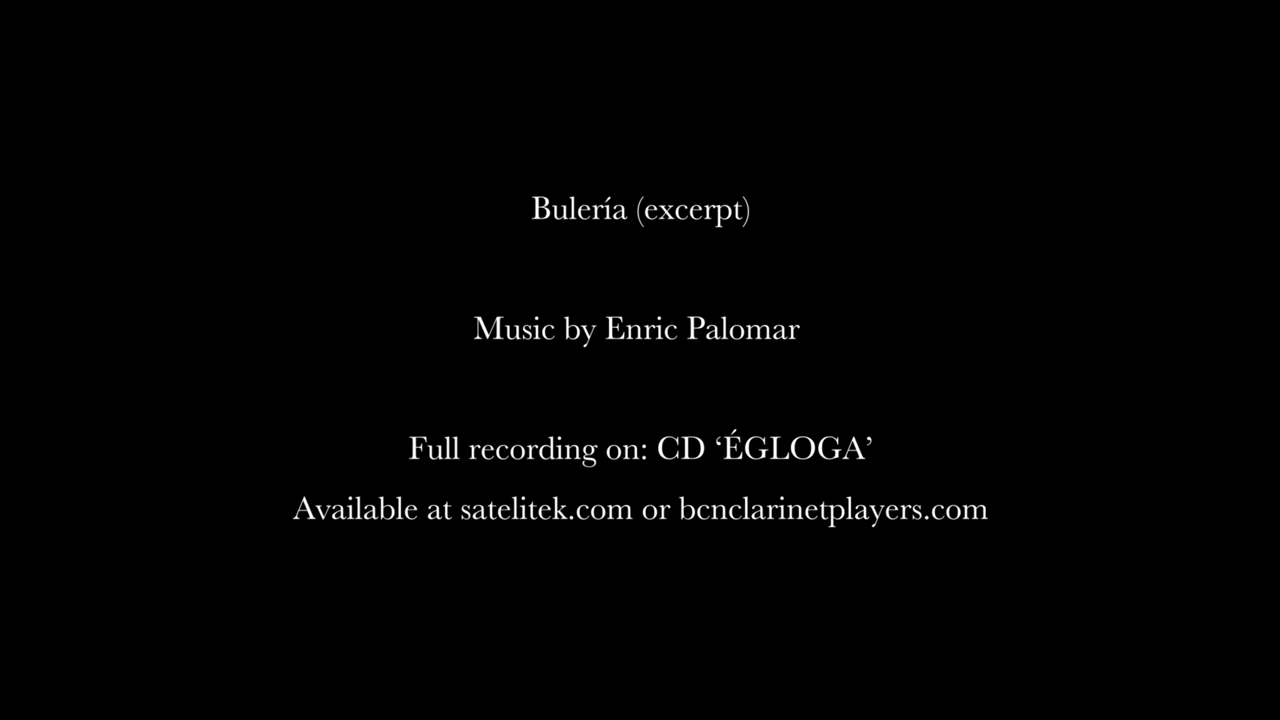 Bulería (excerpt)
Music by Enric Palomar
Full recording on: CD ‘ÉGLOGA’
Available at satelitek.com or bcnclarinetplayers.com